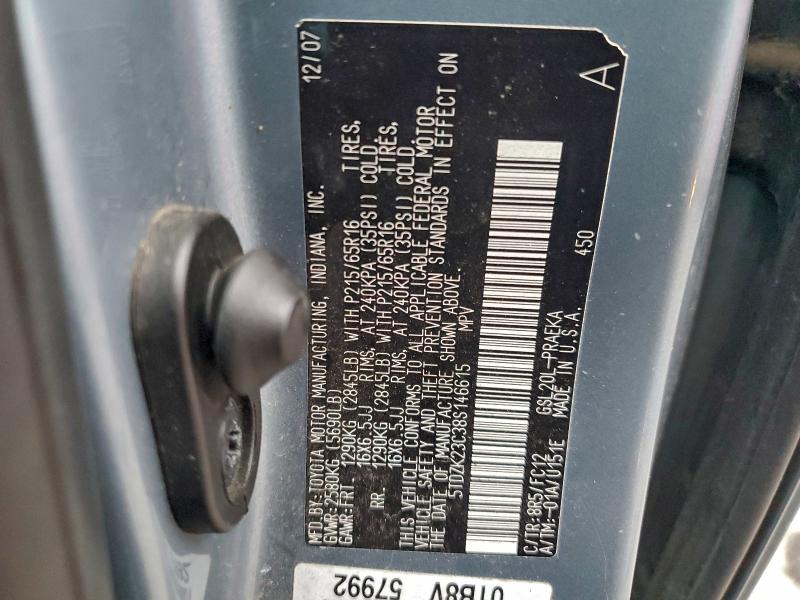 MFD.BY:TOYOTA MOTOR MANUFACTURING, INDIANA, INC. 12/07
GVWR:2580KG(5690LB)
GAWR:FRT 1290KG (2845LB) WITH P215/65R16 TIRES,
16X6.5JJ RIMS, AT 240KPA (35PSI) COLD.
RR 1290KG (2845LB) WITH P215/65R16 TIRES,
16X6.5JJ RIMS, AT 240KPA (35PSI) COLD.
THIS VEHICLE CONFORMS TO ALL APPLICABLE FEDERAL MOTOR
VEHICLE SAFETY AND THEFT PREVENTION STANDARDS IN EFFECT ON
THE DATE OF MANUFACTURE SHOWN ABOVE.
5TDZK23C38S146615 MPV
C/TR:8R5/FC12 GSL20L-PRAEKA
A/TM:-01A/U151E MADE IN U.S.A. 450
A
01B8V
57992